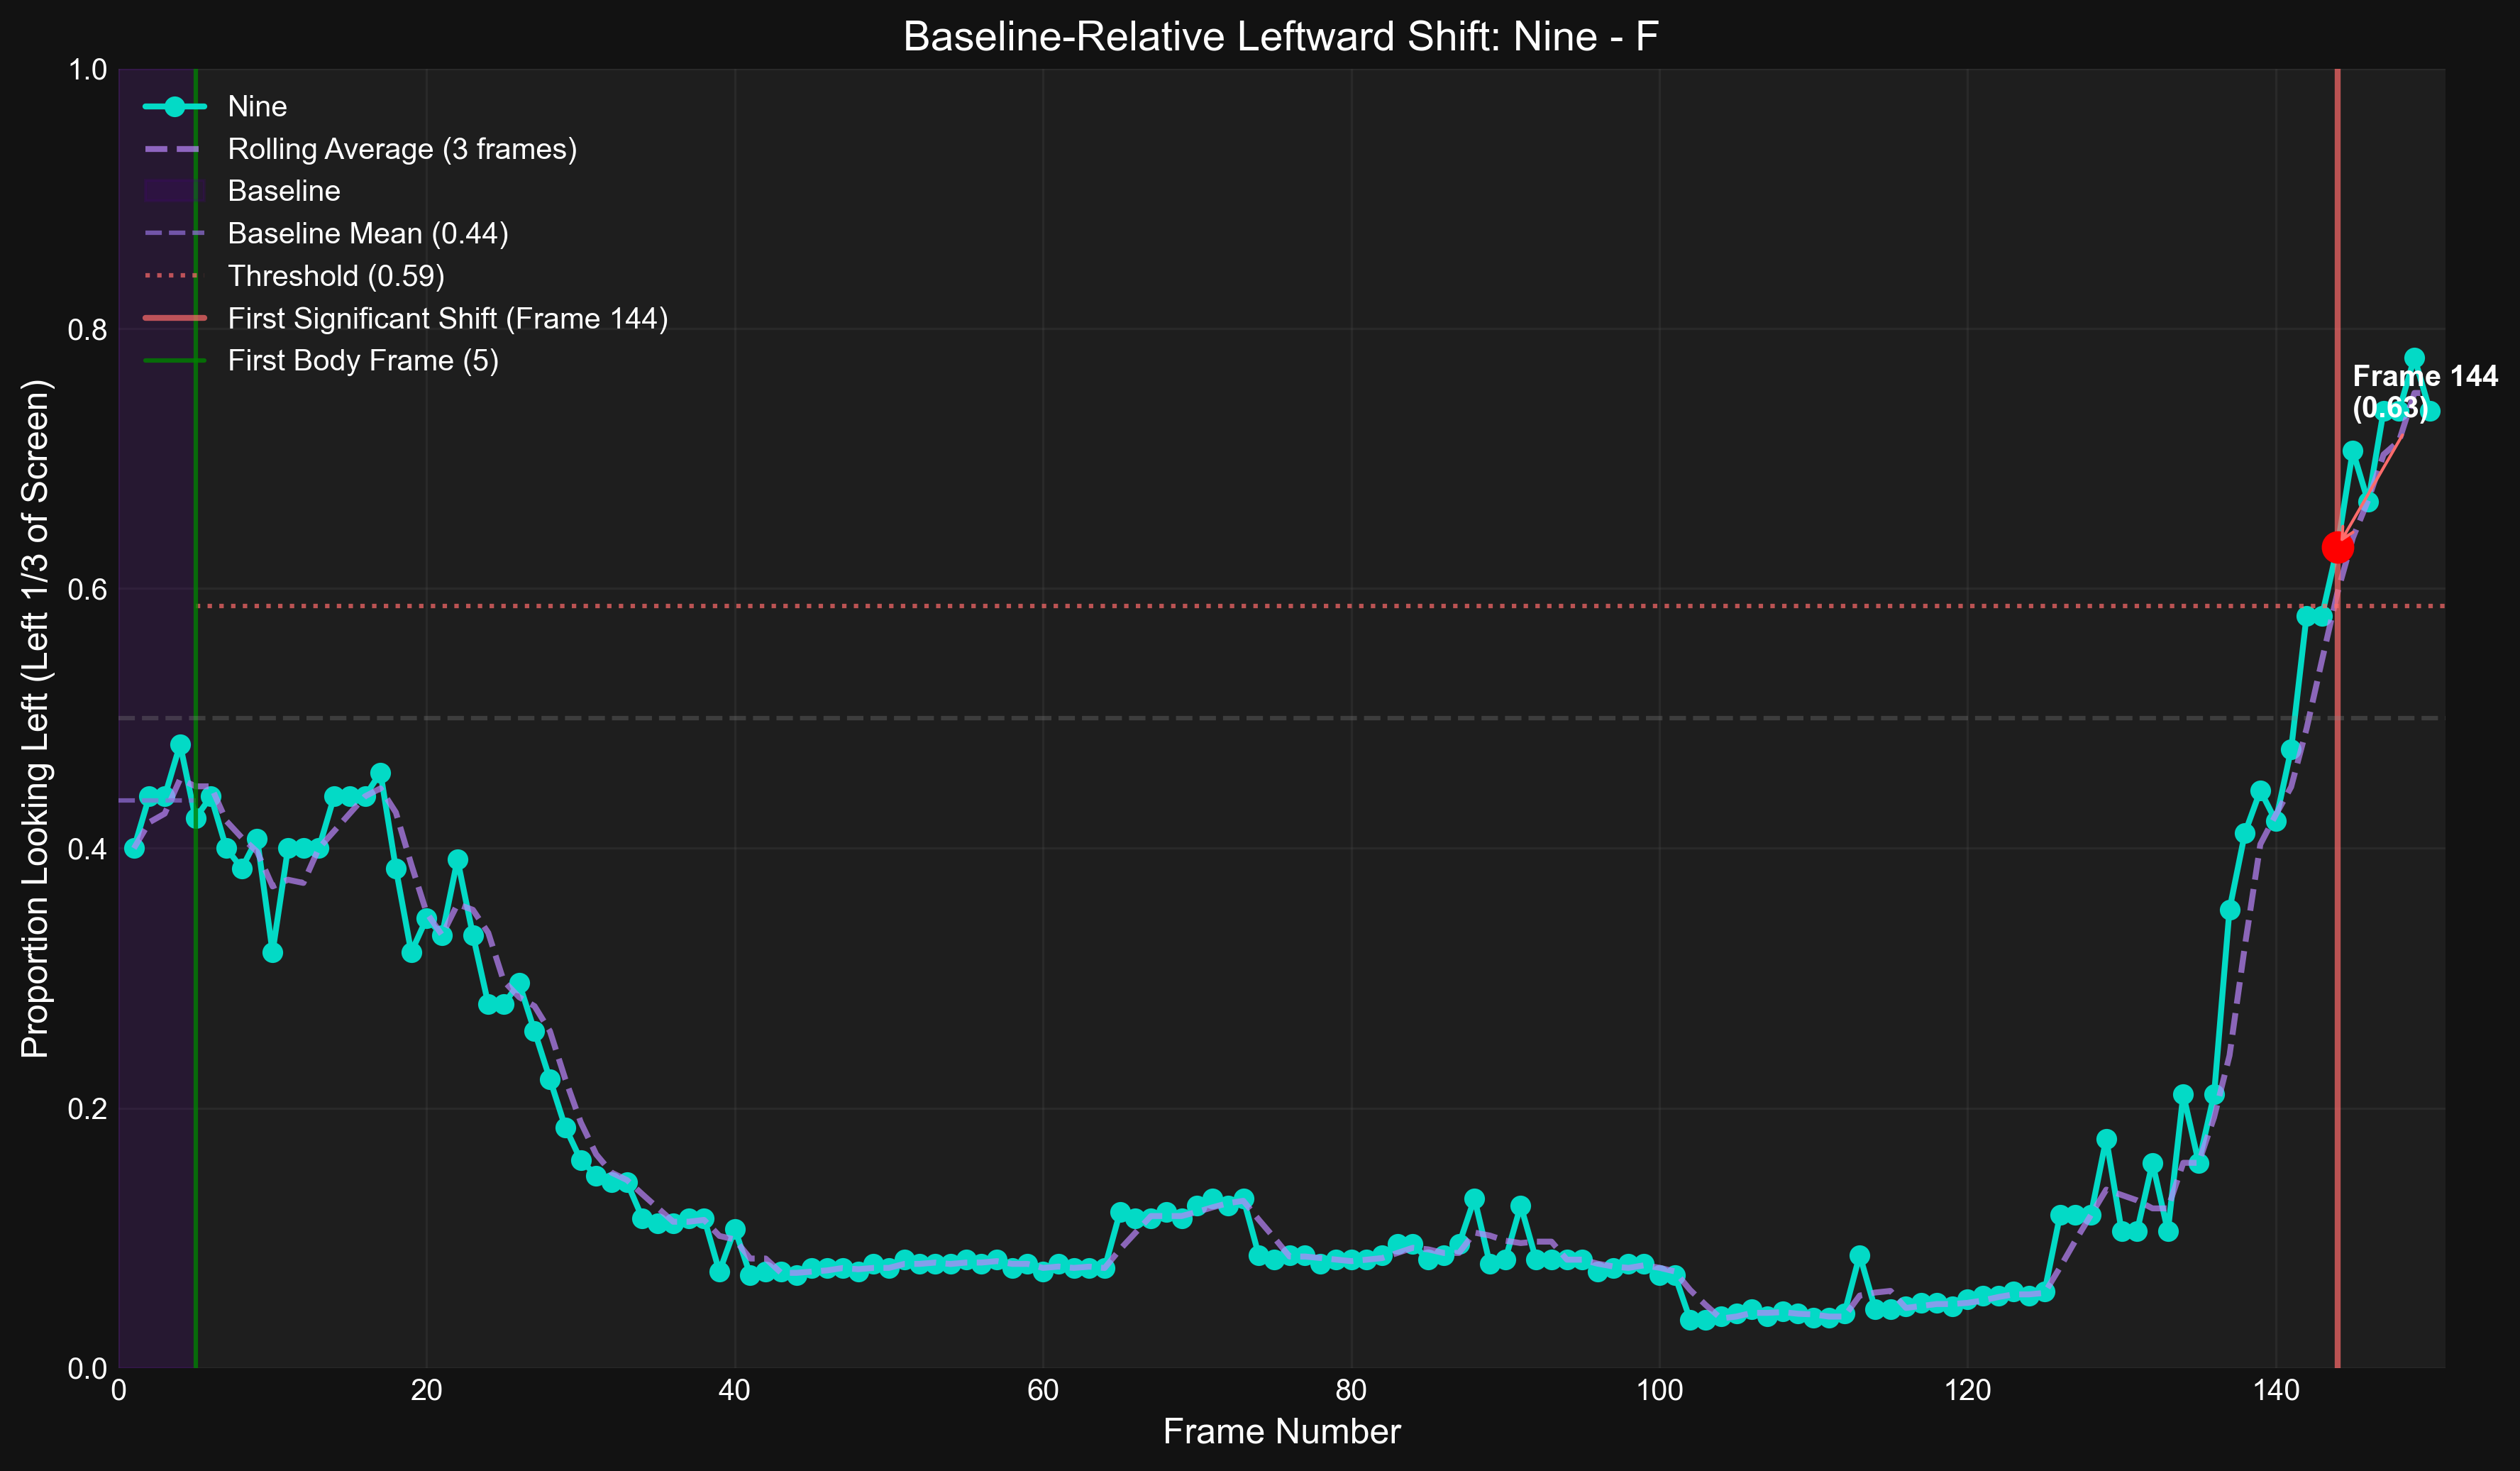 Baseline-Relative Leftward Shift: Nine - F
1.0
0.8
0.6
0.4
0.2
0.0
Proportion Looking Left (Left 1/3 of Screen)
Nine
Rolling Average (3 frames)
Baseline
Baseline Mean (0.44)
Threshold (0.59)
First Significant Shift (Frame 144)
First Body Frame (5)
Frame 144
(0.63)
0
20
40
60
80
100
120
140
Frame Number